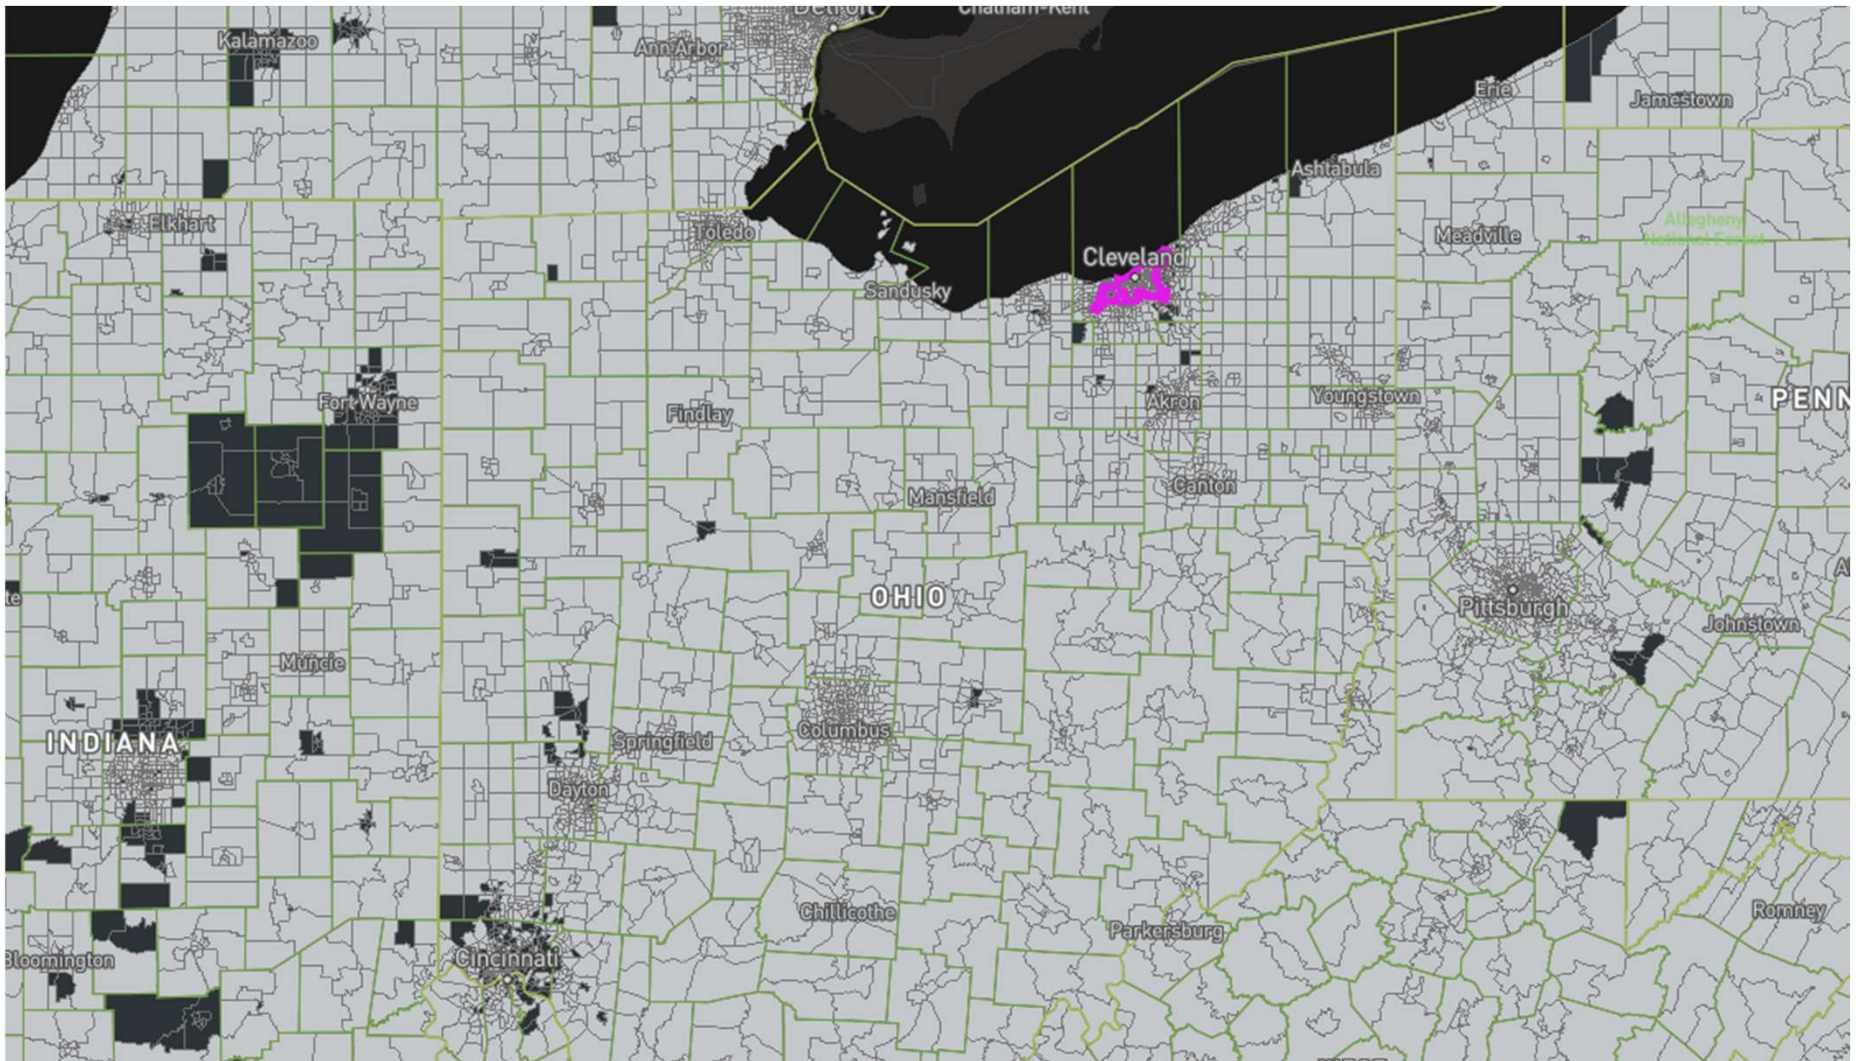 Detroit
Chatham-Kent
Kalamazoo
Ann Arbor
Erie
Jamestown
Ashtabula
Elkhart
Toledo
Allegheny
National Forest
Meadville
Cleveland
Sandusky
Fort Wayne
Findlay
Akron
Youngstown
PENN
Mansfield
Canton
OHIO
Pittsburgh
Johnstown
Muncie
INDIANA
Springfield
Columbus
Dayton
Chillicothe
Parkersburg
Romney
Bloomington
Cincinnati